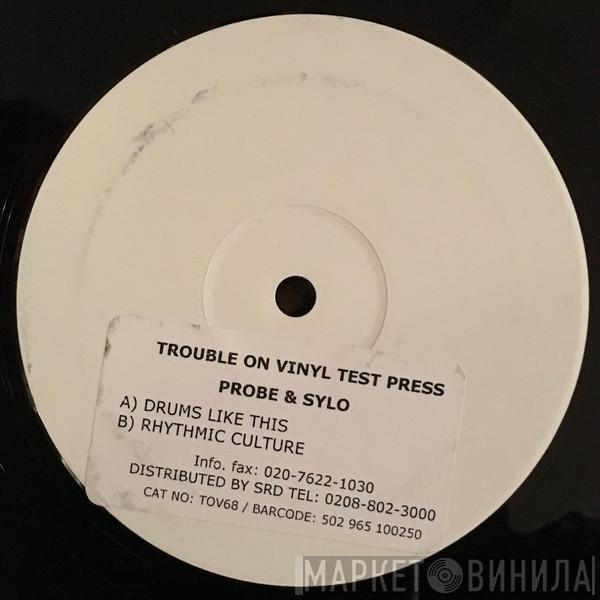 TROUBLE ON VINYL TEST PRESS
PROBE & SYLO
A) DRUMS LIKE THIS
B) RHYTHMIC CULTURE
Info. fax: 020-7622-1030
DISTRIBUTED BY SRD TEL: 0208-802-3000
CAT NO: TOV68 / BARCODE: 502 965 100250
МАРКЕТ ВИНИЛА